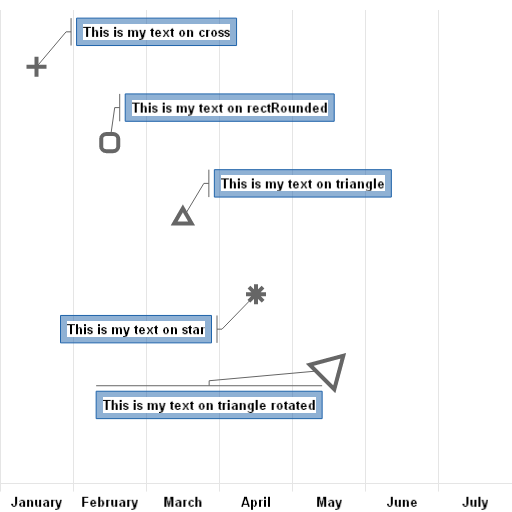 This is my text on cross
This is my text on rectRounded
This is my text on triangle
This is my text on star
This is my text on triangle rotated
January February March April May June July